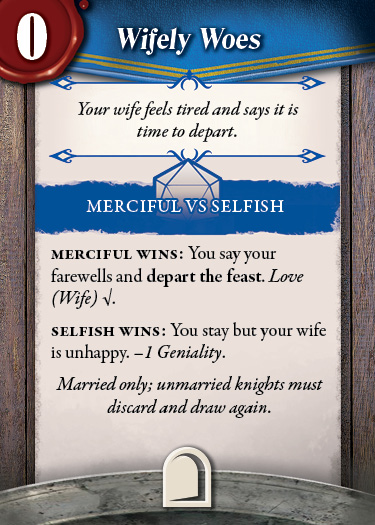 0
Wifely Woes
Your wife feels tired and says it is
time to depart.
MERCIFUL VS SELFISH
MERCIFUL WINS: You say your
farewells and depart the feast. Love
(Wife) √.
SELFISH WINS: You stay but your wife
is unhappy. –1 Geniality.
Married only; unmarried knights must
discard and draw again.